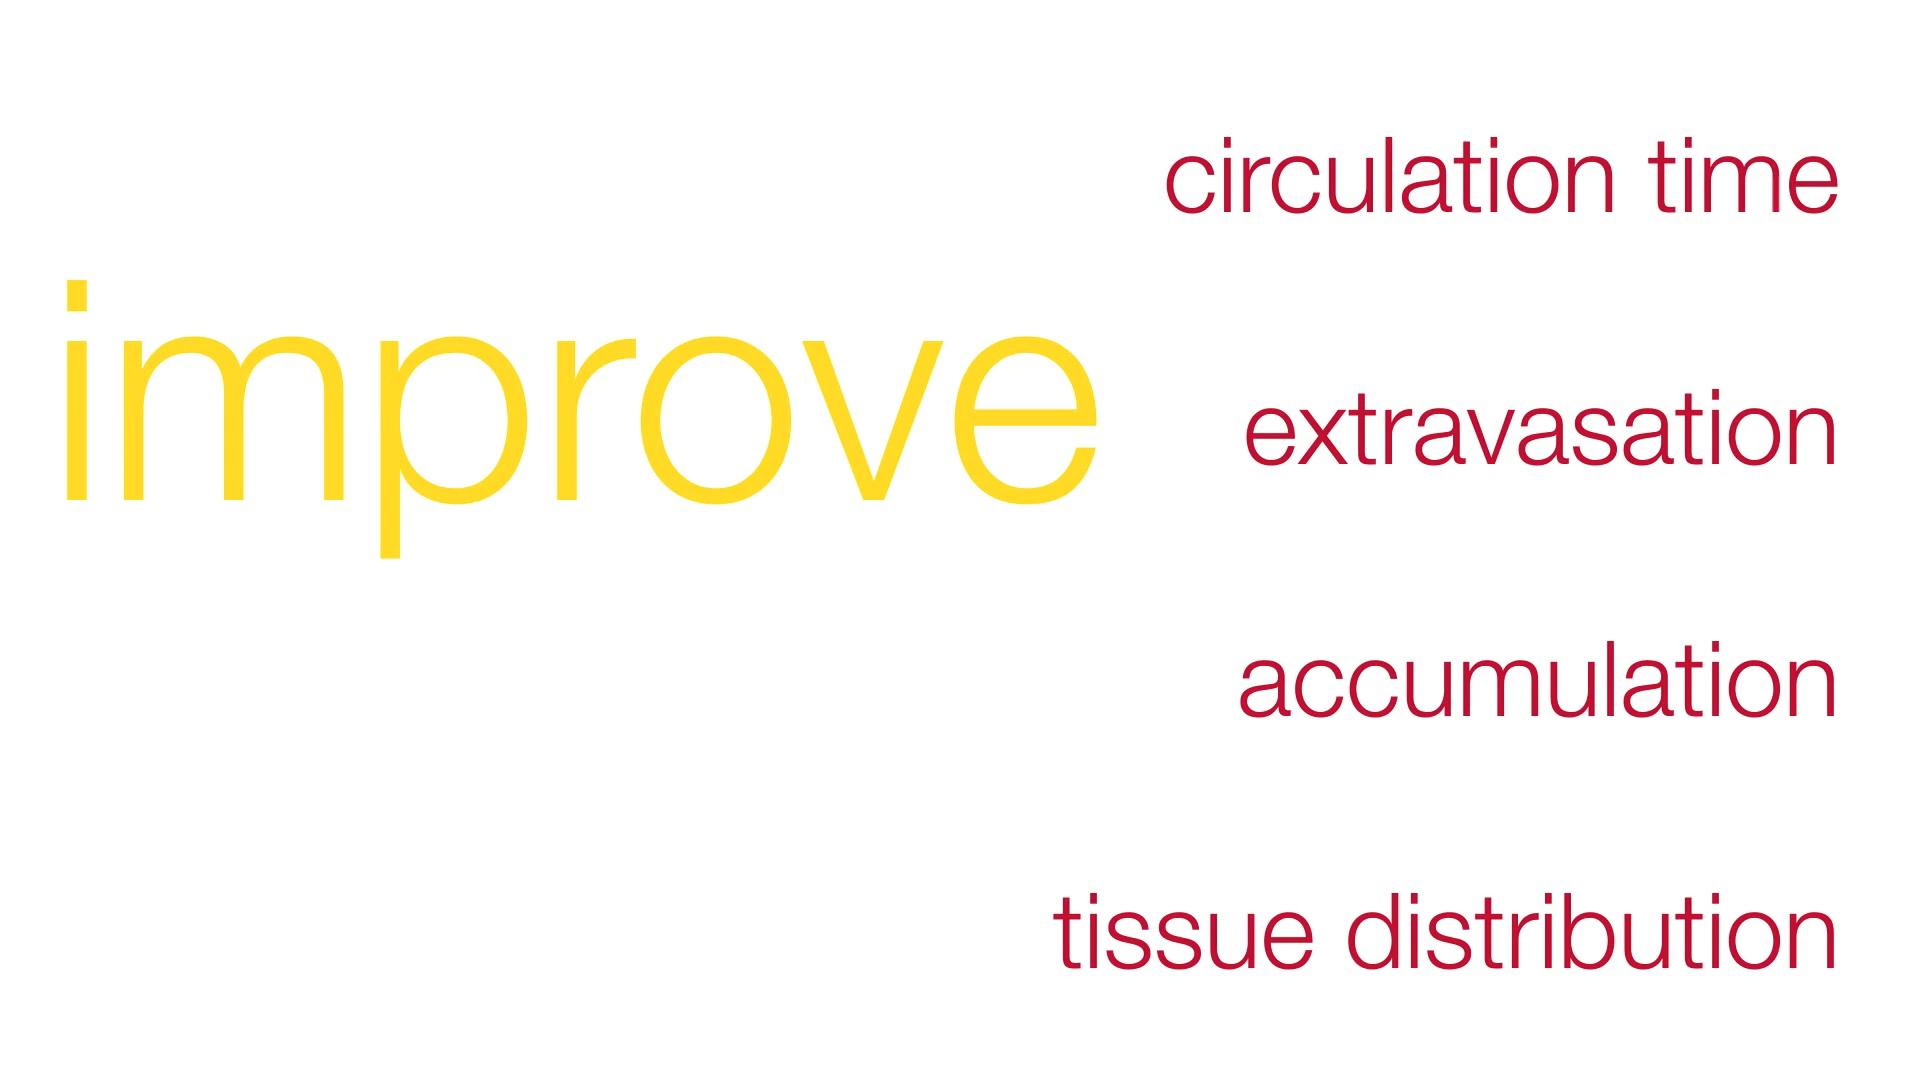 circulation time
improve
extravasation
accumulation
tissue distribution